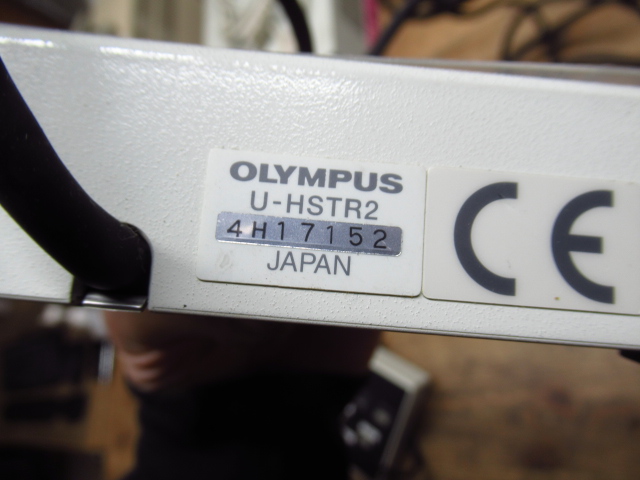 OLYMPUS
U-HSTR2
4H17152
JAPAN
CE